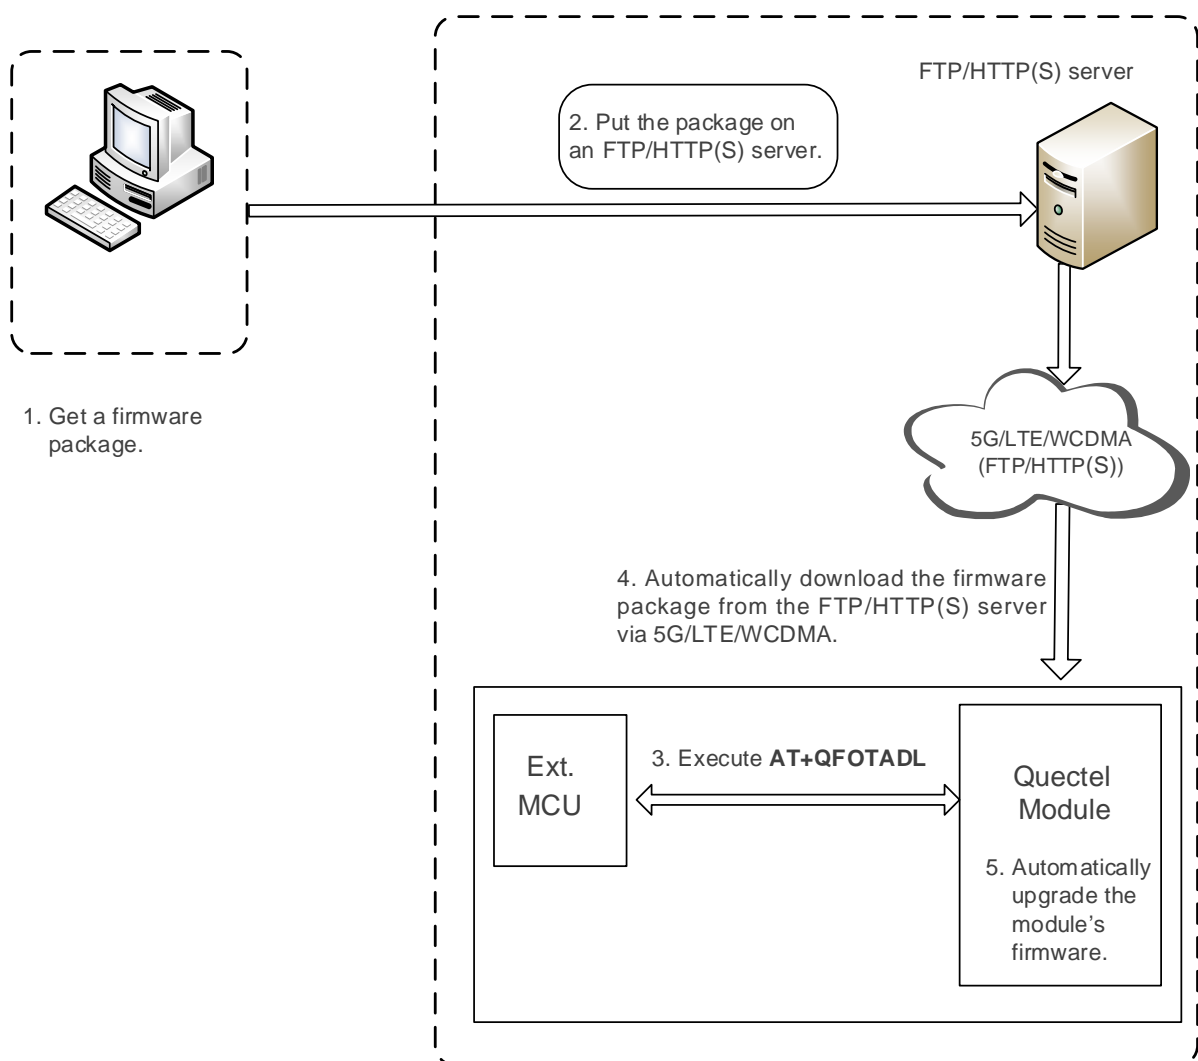 FTP/HTTP(S) server
2. Put the package on
an FTP/HTTP(S) server.
1. Get a firmware
package.
5G/LTE/WCDMA
(FTP/HTTP(S))
4. Automatically download the firmware
package from the FTP/HTTP(S) server
via 5G/LTE/WCDMA.
Ext.
MCU
3. Execute AT+QFOTADL
Quectel
Module
5. Automatically
upgrade the
module’s
firmware.